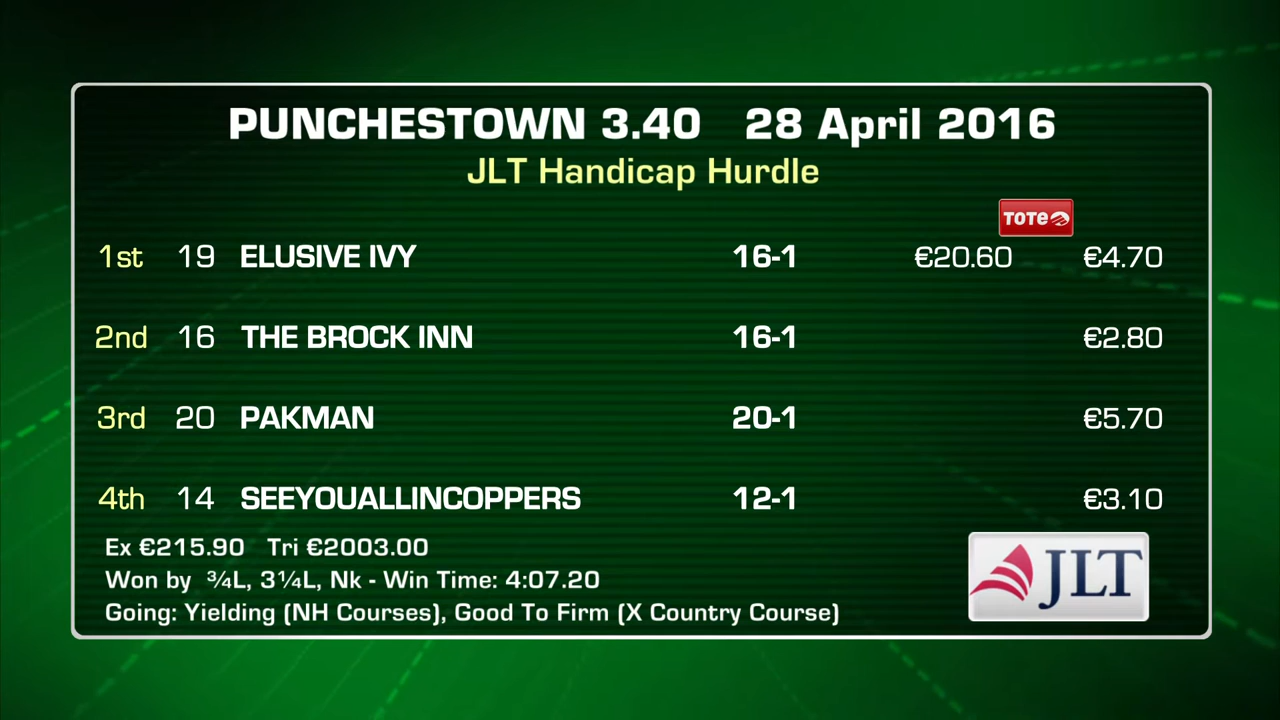 PUNCHESTOWN 3.40 28 April 2016
JLT Handicap Hurdle
TOTE
1st 19 ELUSIVE IVY 16-1 €20.60 €4.70
2nd 16 THE BROCK INN 16-1 €2.80
3rd 20 PAKMAN 20-1 €5.70
4th 14 SEEYOUALLINCOPPERS 12-1 €3.10
Ex €215.90 Tri €2003.00
Won by ¾L, 3¼L, Nk - Win Time: 4:07.20
Going: Yielding (NH Courses), Good To Firm (X Country Course)
JLT